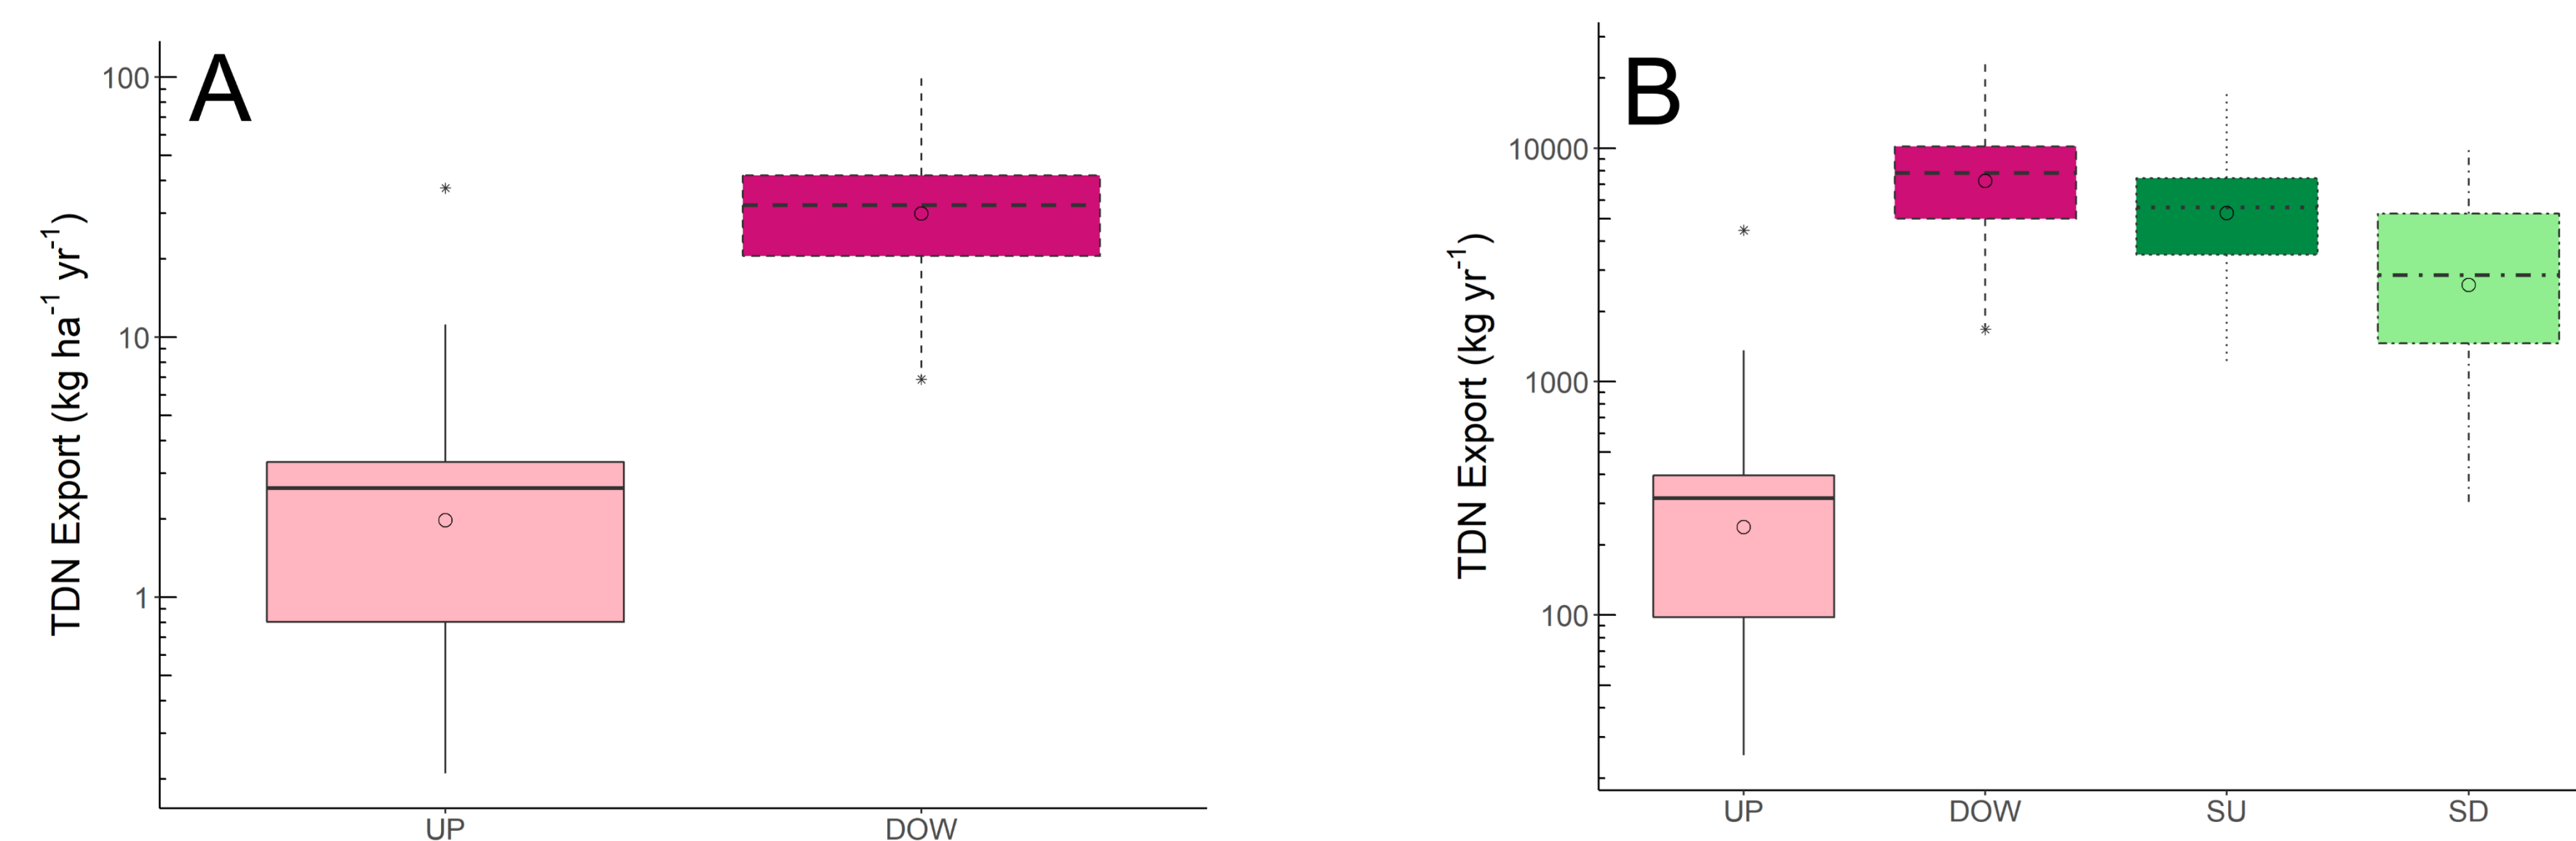 A
TDN Export (kg ha⁻¹ yr⁻¹)
100
10
1
UP DOW
B
TDN Export (kg yr⁻¹)
10000
1000
100
UP DOW SU SD